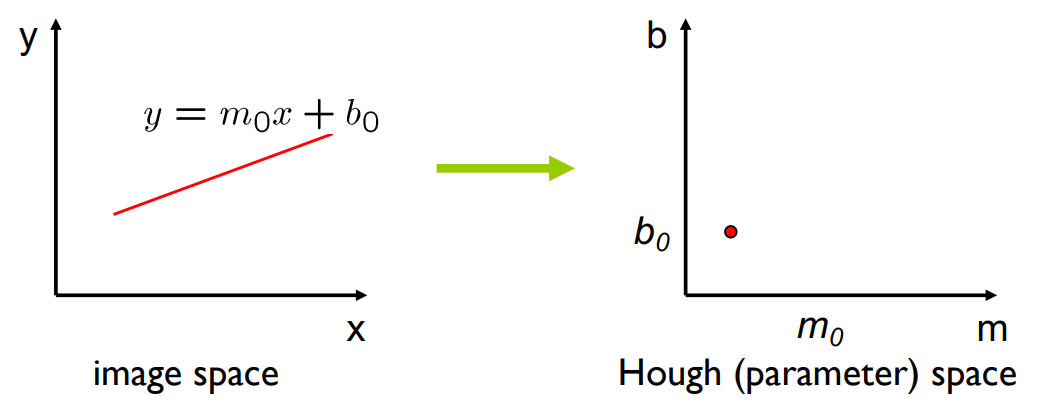 y
b
y = m₀x + b₀
b₀
x
m₀
m
image space
Hough (parameter) space